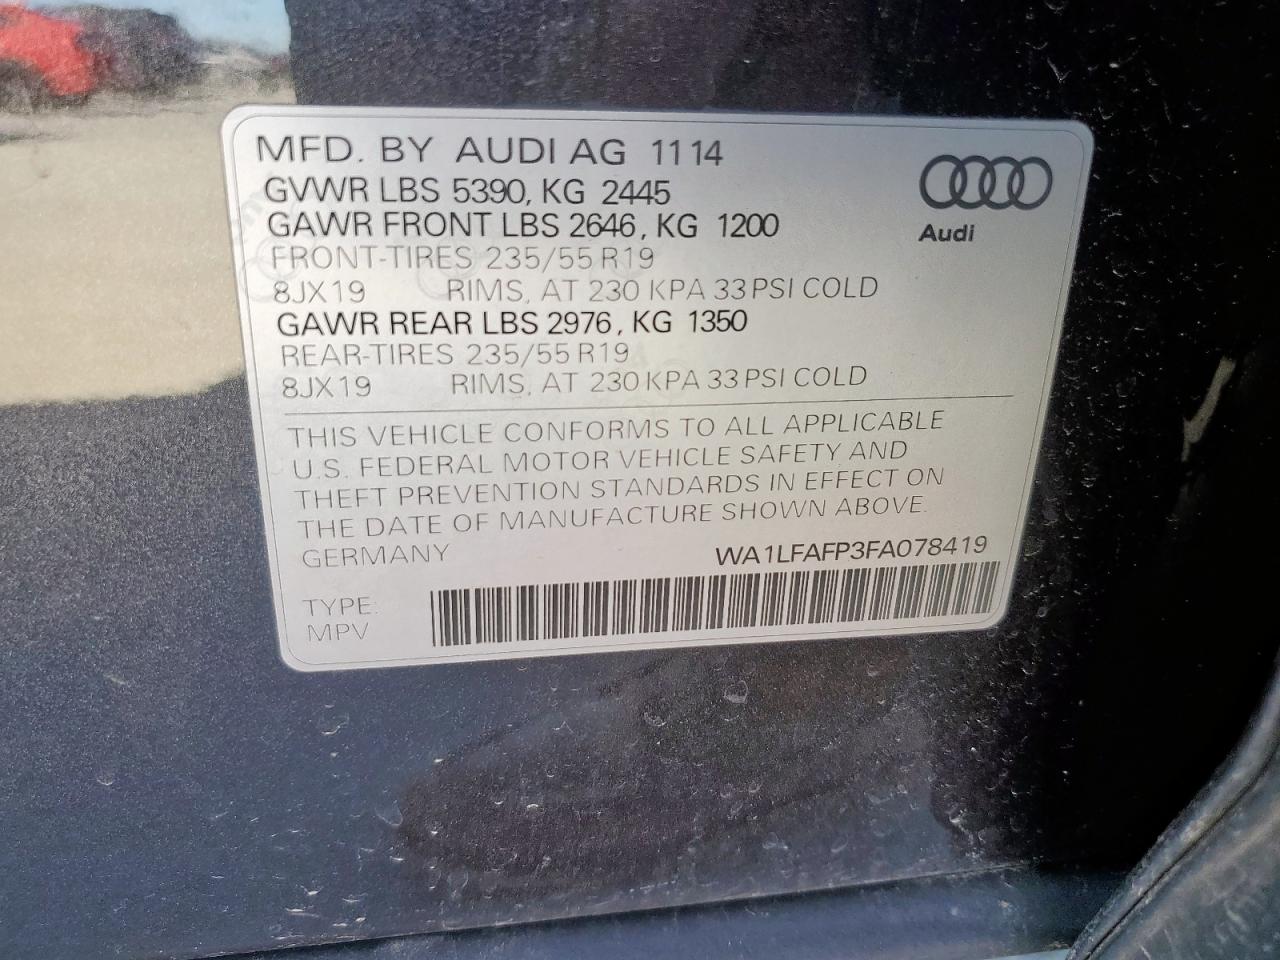 MFD. BY AUDI AG 11 14
GVWR LBS 5390, KG 2445
GAWR FRONT LBS 2646, KG 1200
FRONT-TIRES 235/55 R19
8JX19 RIMS, AT 230 KPA 33 PSI COLD
GAWR REAR LBS 2976, KG 1350
REAR-TIRES 235/55 R19
8JX19 RIMS, AT 230 KPA 33 PSI COLD
Audi
THIS VEHICLE CONFORMS TO ALL APPLICABLE
U.S. FEDERAL MOTOR VEHICLE SAFETY AND
THEFT PREVENTION STANDARDS IN EFFECT ON
THE DATE OF MANUFACTURE SHOWN ABOVE.
GERMANY WA1LFAFP3FA078419
TYPE:
MPV